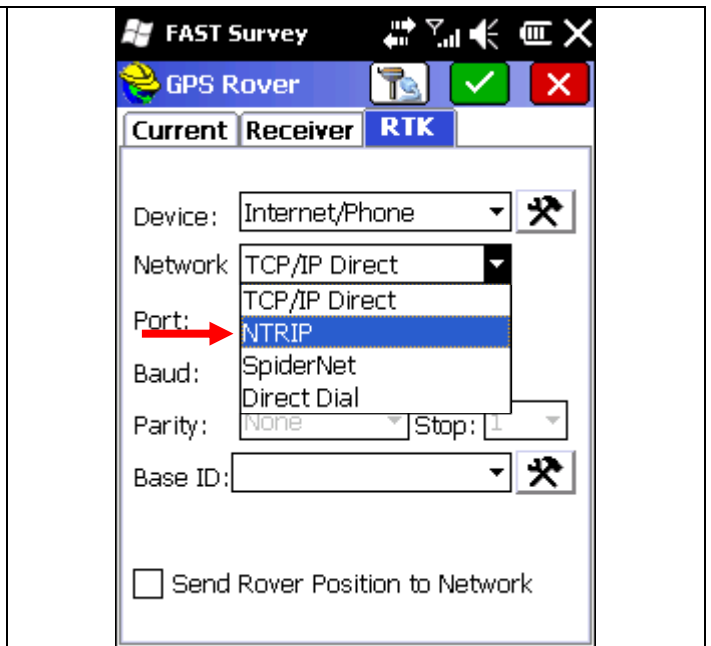 FAST Survey
GPS Rover
Current Receiver RTK
Device: Internet/Phone
Network TCP/IP Direct
TCP/IP Direct
Port:
NTRIP
SpiderNet
Baud:
Direct Dial
Parity: None Stop: 1
Base ID:
Send Rover Position to Network